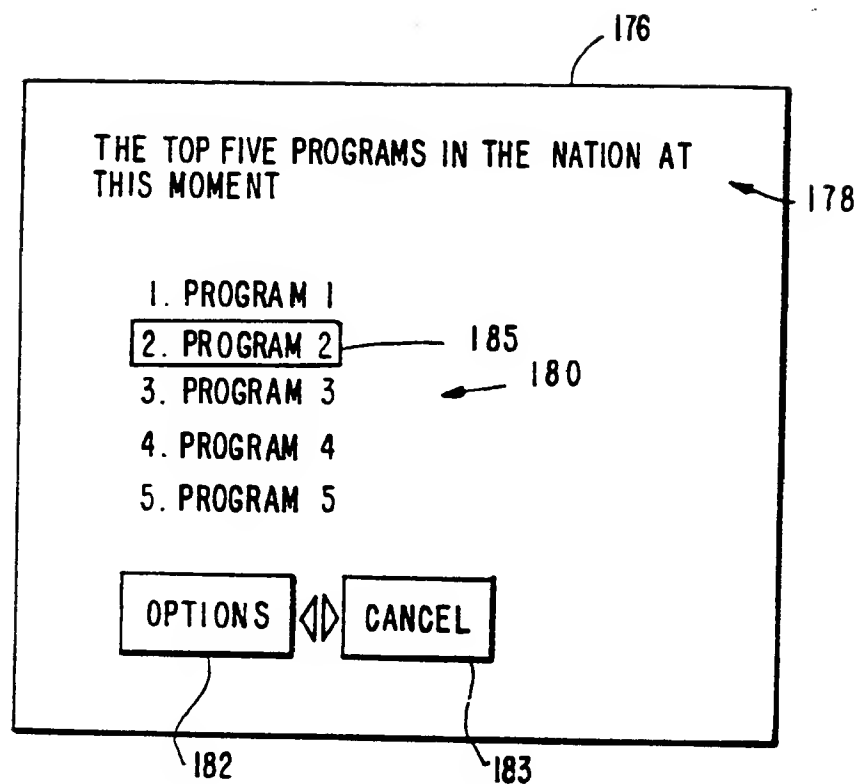 176
THE TOP FIVE PROGRAMS IN THE NATION AT
THIS MOMENT
178
1. PROGRAM 1
2. PROGRAM 2
185
3. PROGRAM 3
180
4. PROGRAM 4
5. PROGRAM 5
OPTIONS
CANCEL
182
183